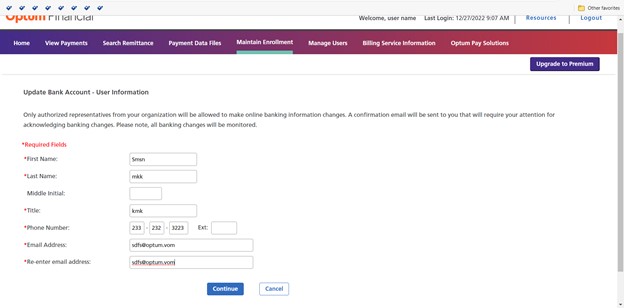 Other favorites
Optum Financial
Welcome, user name Last Login: 12/27/2022 9:07 AM Resources Logout
Home View Payments Search Remittance Payment Data Files Maintain Enrollment Manage Users Billing Service Information Optum Pay Solutions
Upgrade to Premium
Update Bank Account - User Information
Only authorized representatives from your organization will be allowed to make online banking information changes. A confirmation email will be sent to you that will require your attention for
acknowledging banking changes. Please note, all banking changes will be monitored.
*Required Fields
*First Name: Smsn
*Last Name: mkk
Middle Initial:
*Title: kmk
*Phone Number: 233 - 232 - 3223 Ext:
*Email Address: sdfs@optum.vom
*Re-enter email address: sdfs@optum.vom
Continue Cancel